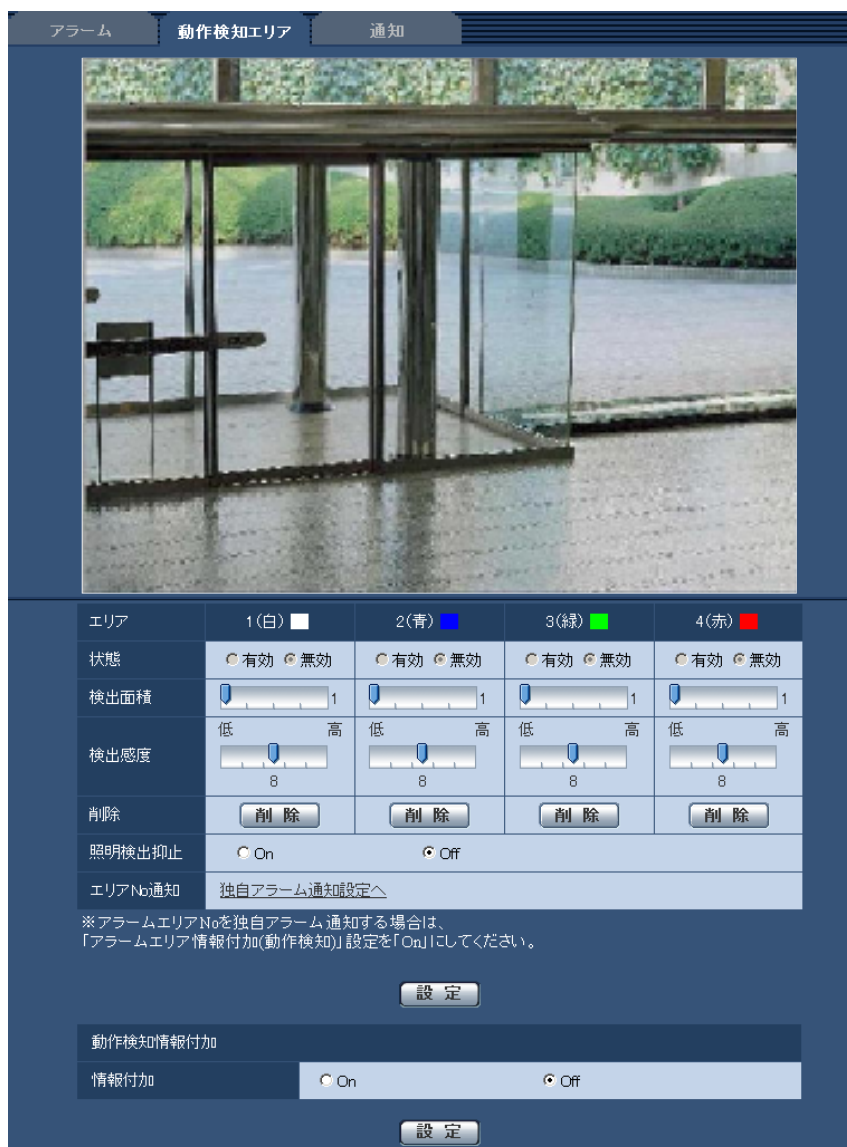 アラーム 動作検知エリア 通知
エリア 1(白) 2(青) 3(緑) 4(赤)
状態 有効 無効 有効 無効 有効 無効 有効 無効
検出面積 1 1 1 1
低 高 低 高 低 高 低 高
検出感度
8 8 8 8
削除 削 除 削 除 削 除 削 除
照明検出抑止 On Off
エリアNo通知 独自アラーム通知設定へ
※アラームエリアNoを独自アラーム通知する場合は、
「アラームエリア情報付加(動作検知)」設定を「On」にしてください。
設 定
動作検知情報付加
情報付加 On Off
設 定